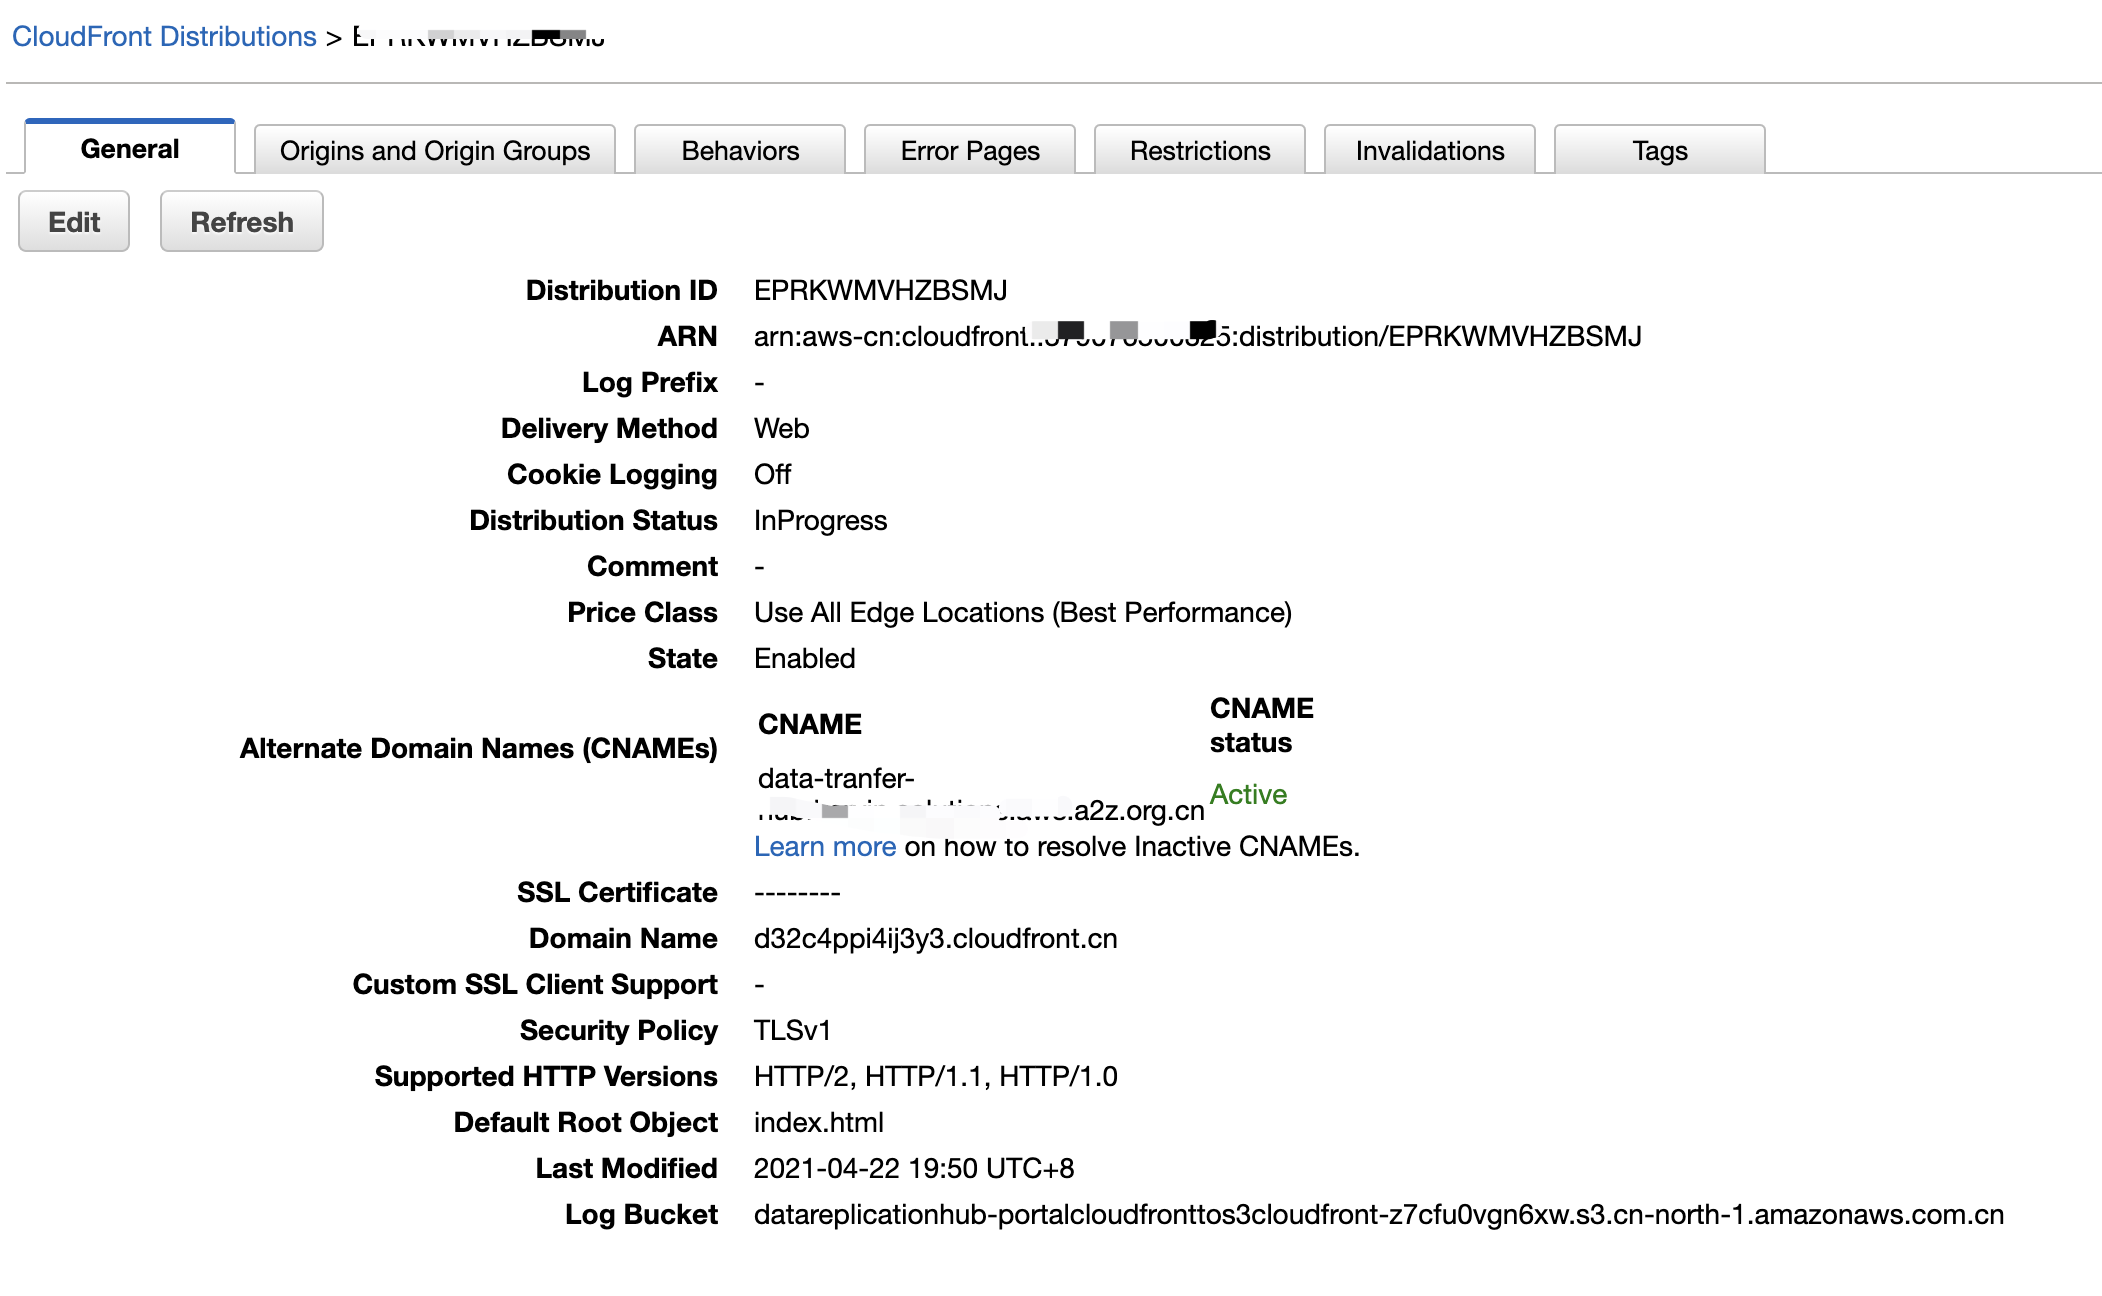 CloudFront Distributions >
General
Origins and Origin Groups
Behaviors
Error Pages
Restrictions
Invalidations
Tags
Edit
Refresh
Distribution ID EPRKWMVHZBSMJ
ARN arn:aws-cn:cloudfront: :distribution/EPRKWMVHZBSMJ
Log Prefix -
Delivery Method Web
Cookie Logging Off
Distribution Status InProgress
Comment -
Price Class Use All Edge Locations (Best Performance)
State Enabled
Alternate Domain Names (CNAMEs)
CNAME
CNAME
status
data-tranfer-
.a2z.org.cn
Active
Learn more on how to resolve Inactive CNAMEs.
SSL Certificate --------
Domain Name d32c4ppi4ij3y3.cloudfront.cn
Custom SSL Client Support -
Security Policy TLSv1
Supported HTTP Versions HTTP/2, HTTP/1.1, HTTP/1.0
Default Root Object index.html
Last Modified 2021-04-22 19:50 UTC+8
Log Bucket datareplicationhub-portalcloudfronttos3cloudfront-z7cfu0vgn6xw.s3.cn-north-1.amazonaws.com.cn